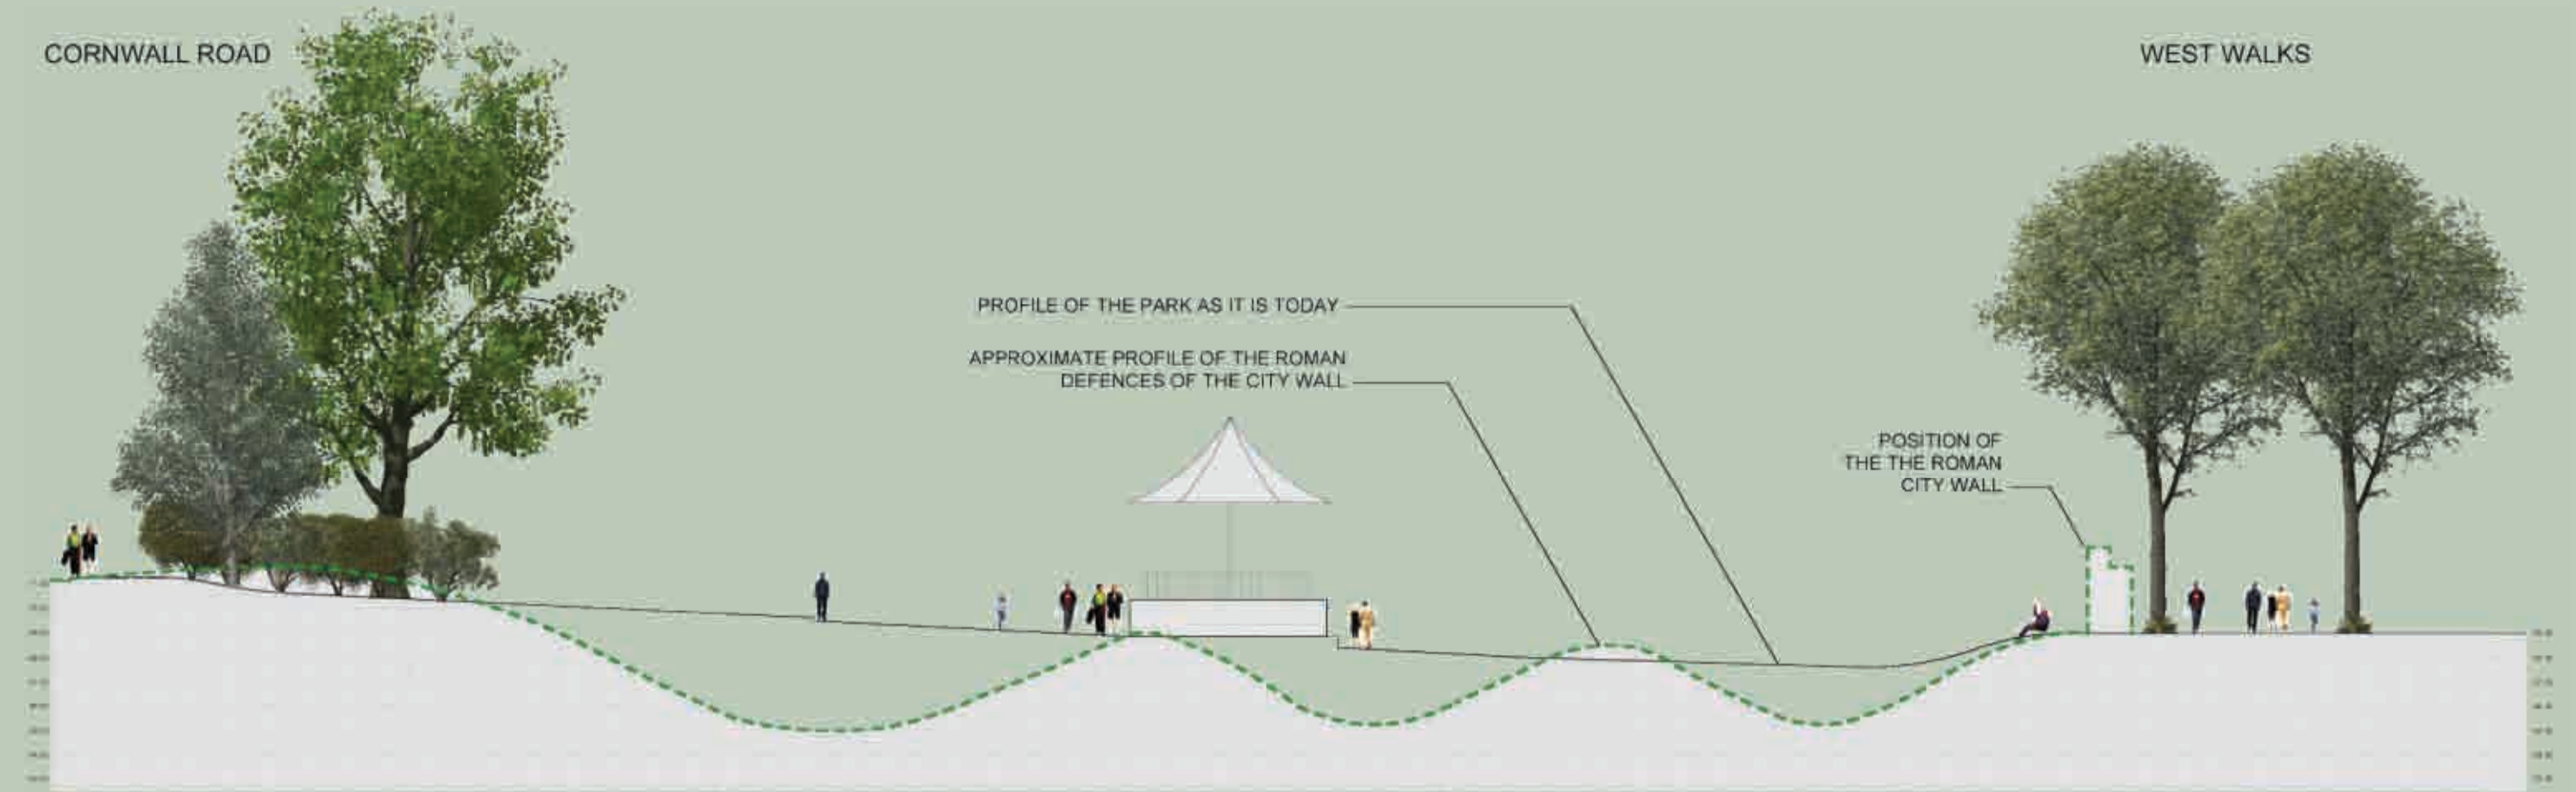 CORNWALL ROAD
WEST WALKS
PROFILE OF THE PARK AS IT IS TODAY
APPROXIMATE PROFILE OF THE ROMAN
DEFENCES OF THE CITY WALL
POSITION OF
THE THE ROMAN
CITY WALL